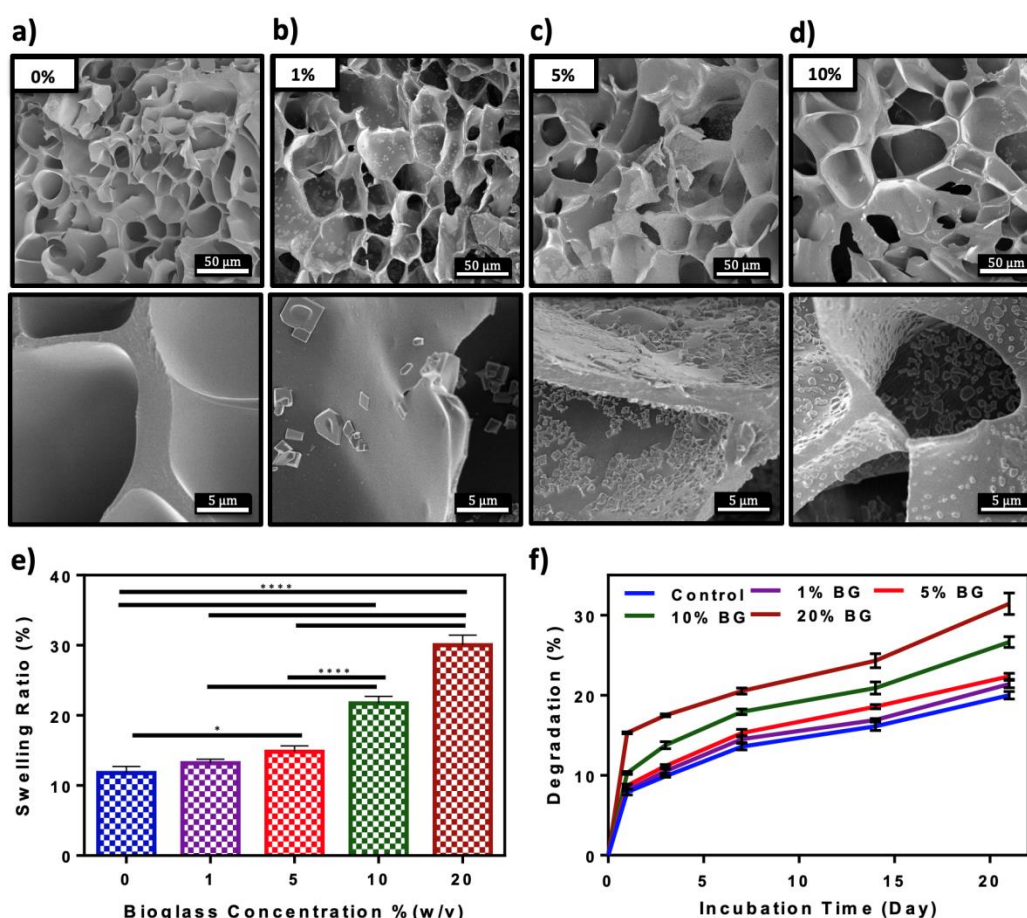 a) b) c) d)
0% 1% 5% 10%
50 µm 50 µm 50 µm 50 µm
5 µm 5 µm 5 µm 5 µm
e)
40
30
20
10
0
Swelling Ratio (%)
****
****
*
0 1 5 10 20
Bioglass Concentration % (w/v)
f)
Control 1% BG 5% BG
10% BG 20% BG
30
20
10
0
Degradation (%)
0 5 10 15 20
Incubation Time (Day)